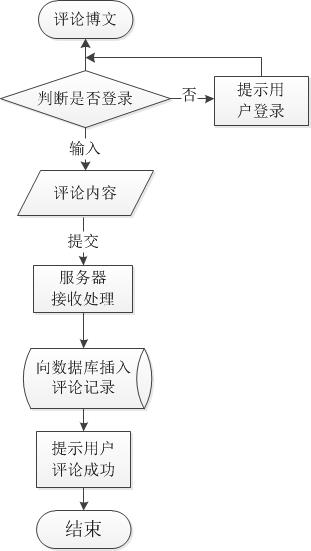 评论博文
判断是否登录
否
提示用
户登录
输入
评论内容
提交
服务器
接收处理
向数据库插入
评论记录
提示用户
评论成功
结束